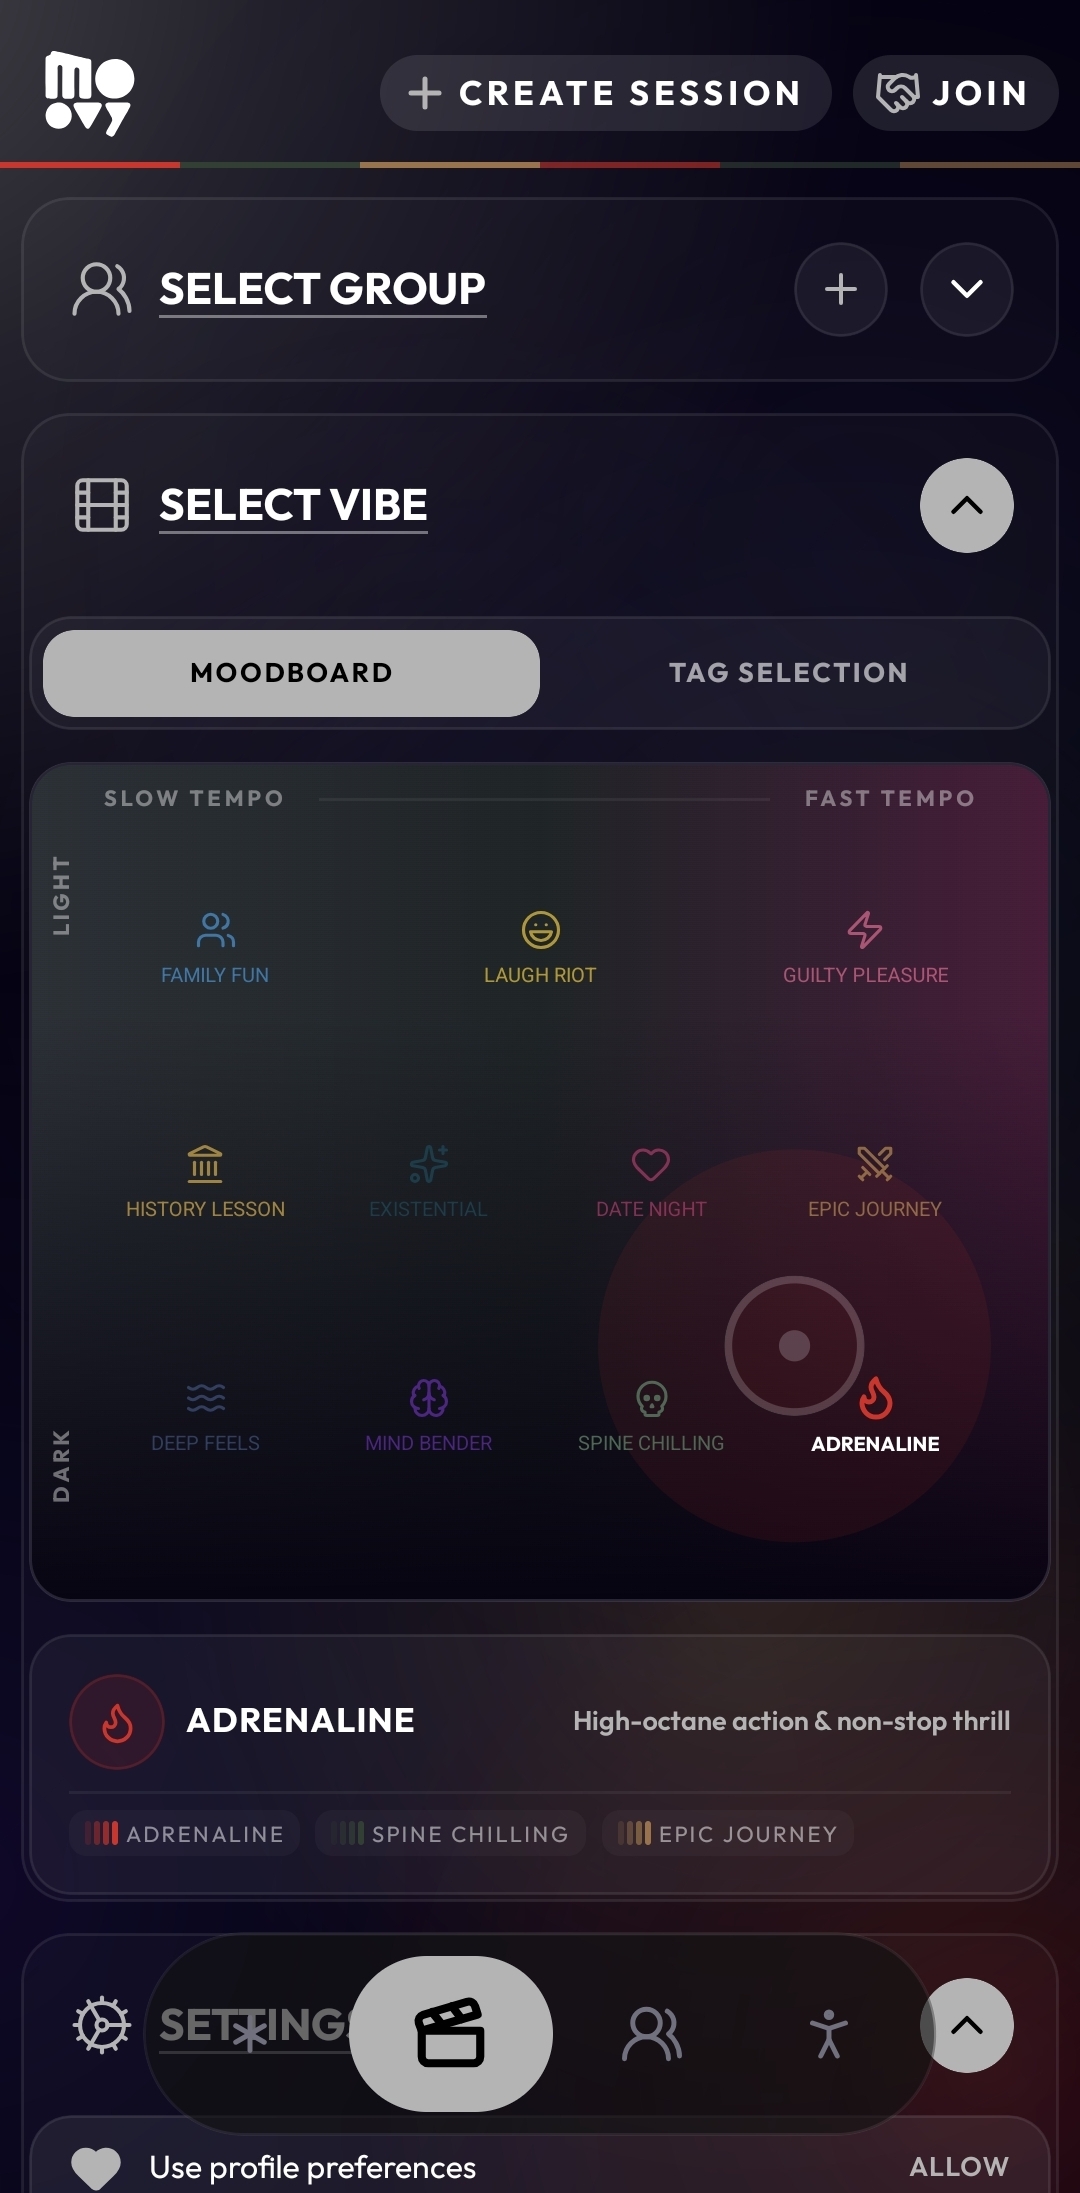 moovy
CREATE SESSION
JOIN
SELECT GROUP
SELECT VIBE
MOODBOARD
TAG SELECTION
SLOW TEMPO
FAST TEMPO
LIGHT
FAMILY FUN
LAUGH RIOT
GUILTY PLEASURE
HISTORY LESSON
EXISTENTIAL
DATE NIGHT
EPIC JOURNEY
DARK
DEEP FEELS
MIND BENDER
SPINE CHILLING
ADRENALINE
ADRENALINE
High-octane action & non-stop thrill
ADRENALINE
SPINE CHILLING
EPIC JOURNEY
SETTINGS
Use profile preferences
ALLOW